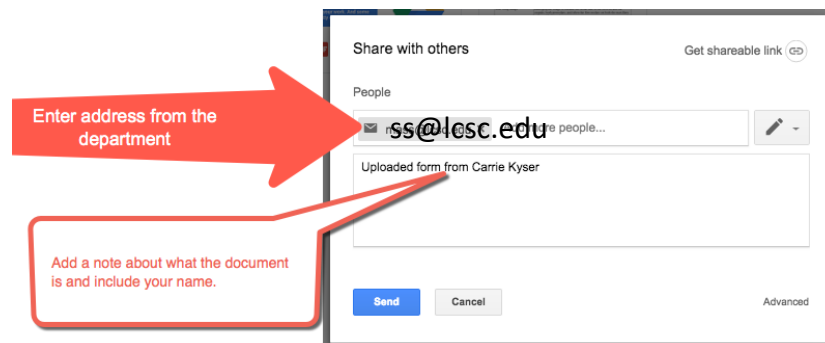 Share with others
Get shareable link
People
Enter address from the
department
ss@lcsc.edu
more people...
Uploaded form from Carrie Kyser
Add a note about what the document
is and include your name.
Send
Cancel
Advanced